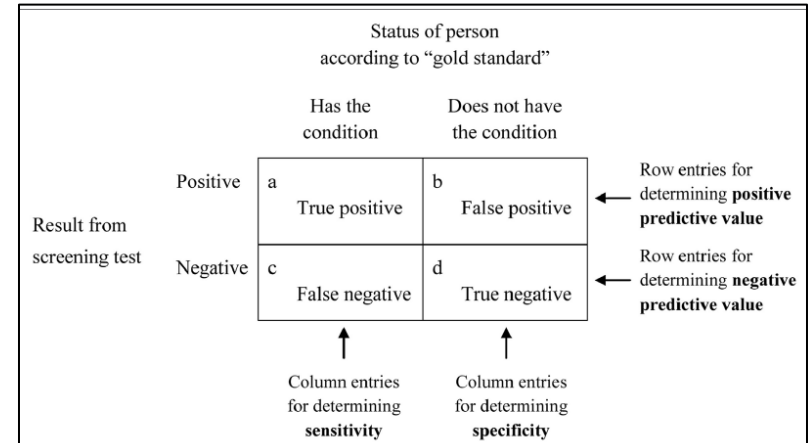 Status of person
according to “gold standard”
Has the
condition
Does not have
the condition
Result from
screening test
Positive
a
True positive
b
False positive
Row entries for
determining positive
predictive value
Negative
c
False negative
d
True negative
Row entries for
determining negative
predictive value
Column entries
for determining
sensitivity
Column entries
for determining
specificity